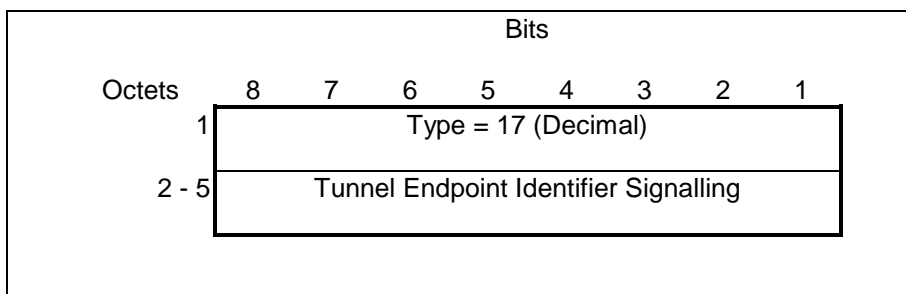 Bits
Octets 8 7 6 5 4 3 2 1
1 Type = 17 (Decimal)
2 - 5 Tunnel Endpoint Identifier Signalling